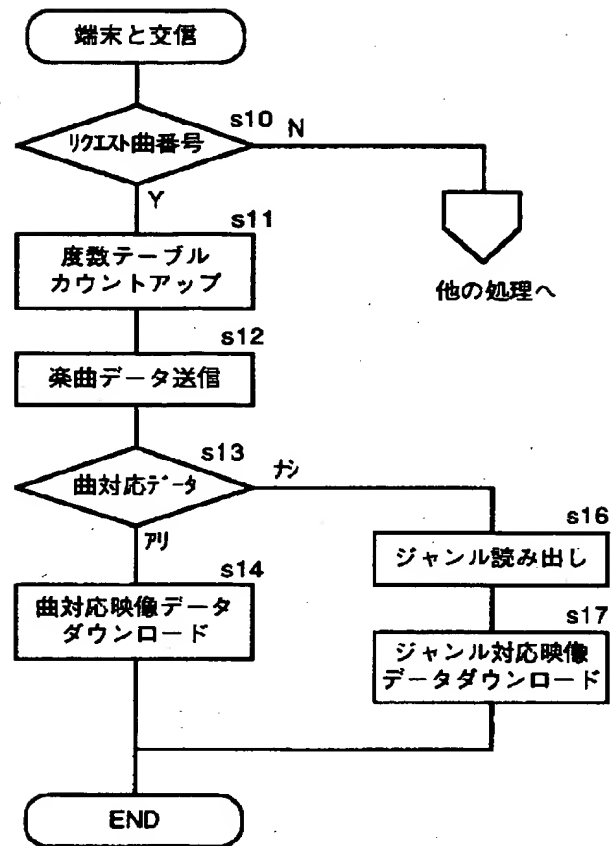 端末と交信
s10
リクエスト曲番号
N
Y
s11
度数テーブル
カウントアップ
他の処理へ
s12
楽曲データ送信
s13
曲対応データ
ナシ
アリ
s16
ジャンル読み出し
s14
曲対応映像データ
ダウンロード
s17
ジャンル対応映像
データダウンロード
END